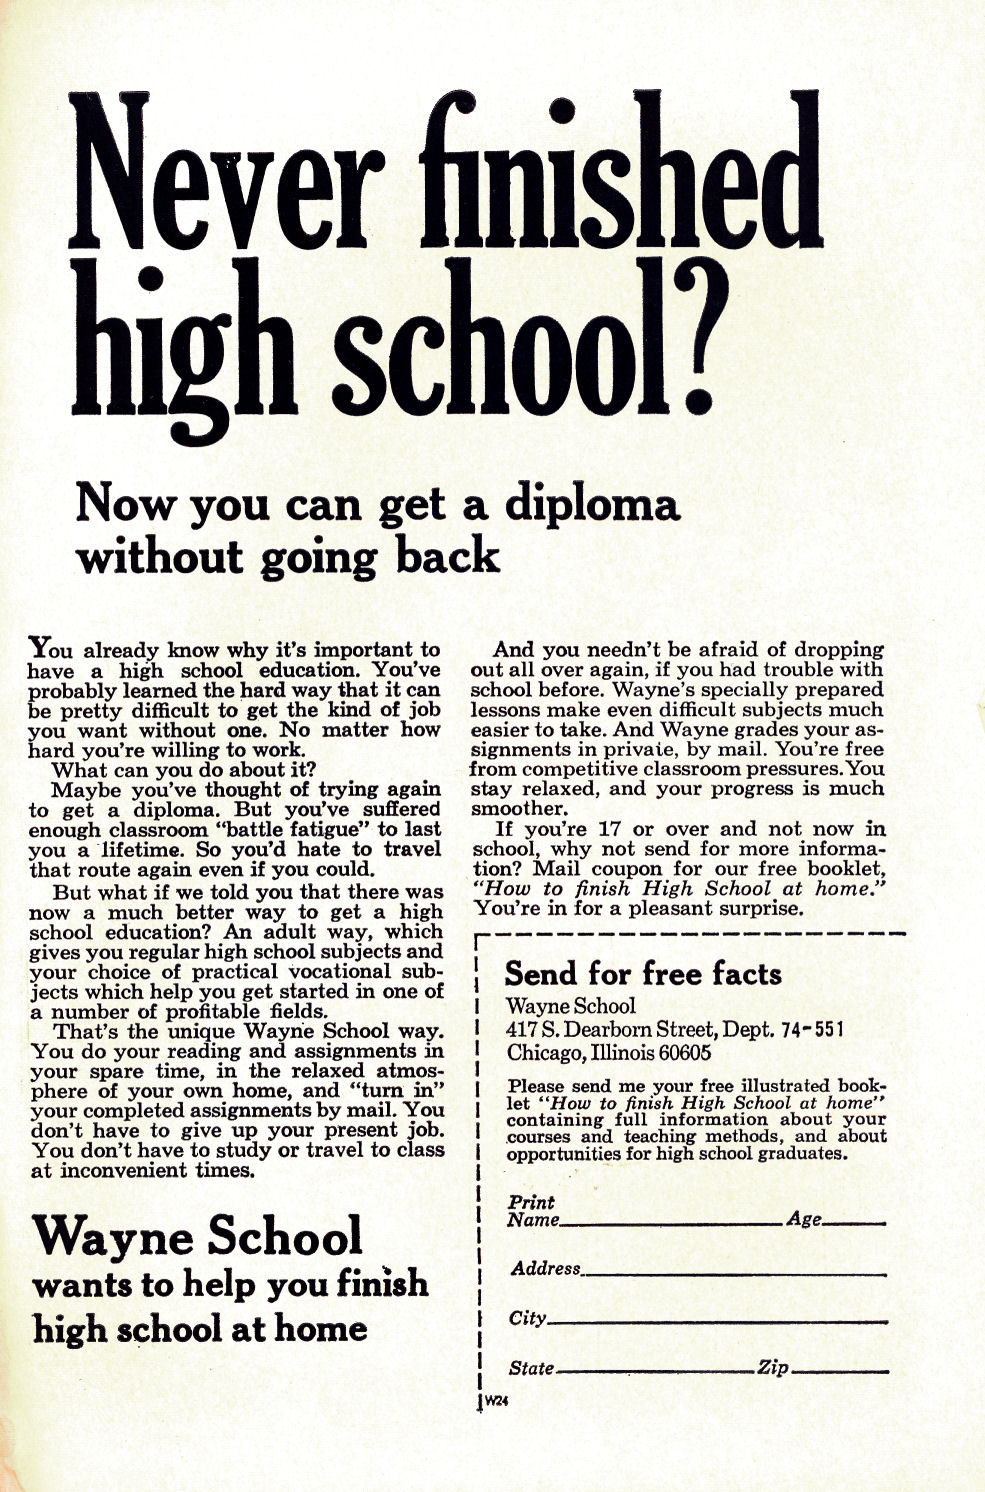 Never finished
high school?
Now you can get a diploma
without going back
You already know why it's important to
have a high school education. You've
probably learned the hard way that it can
be pretty difficult to get the kind of job
you want without one. No matter how
hard you're willing to work.
What can you do about it?
Maybe you've thought of trying again
to get a diploma. But you've suffered
enough classroom "battle fatigue" to last
you a lifetime. So you'd hate to travel
that route again even if you could.
But what if we told you that there was
now a much better way to get a high
school education? An adult way, which
gives you regular high school subjects and
your choice of practical vocational sub-
jects which help you get started in one of
a number of profitable fields.
That's the unique Wayne School way.
You do your reading and assignments in
your spare time, in the relaxed atmos-
phere of your own home, and "turn in"
your completed assignments by mail. You
don't have to give up your present job.
You don't have to study or travel to class
at inconvenient times.
Wayne School
wants to help you finish
high school at home
And you needn't be afraid of dropping
out all over again, if you had trouble with
school before. Wayne's specially prepared
lessons make even difficult subjects much
easier to take. And Wayne grades your as-
signments in private, by mail. You're free
from competitive classroom pressures. You
stay relaxed, and your progress is much
smoother.
If you're 17 or over and not now in
school, why not send for more informa-
tion? Mail coupon for our free booklet,
"How to finish High School at home."
You're in for a pleasant surprise.
Send for free facts
Wayne School
417 S. Dearborn Street, Dept. 74-551
Chicago, Illinois 60605
Please send me your free illustrated book-
let "How to finish High School at home"
containing full information about your
courses and teaching methods, and about
opportunities for high school graduates.
Print
Name Age
Address
City
State Zip
W24